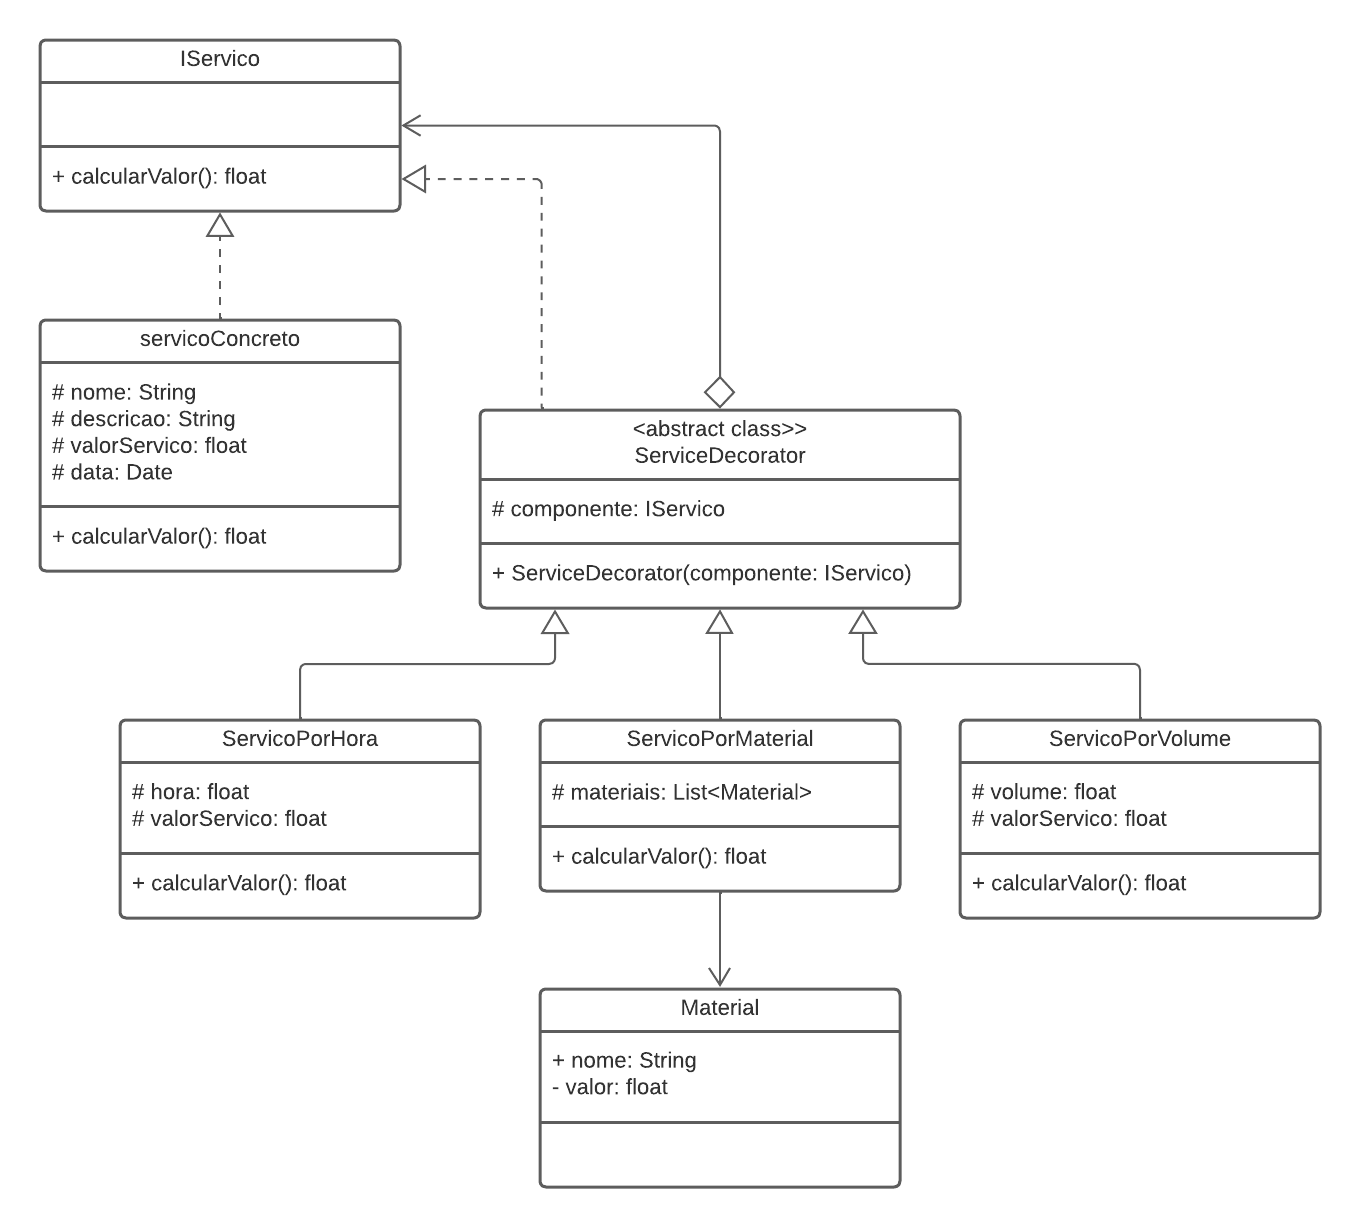 IServico
+ calcularValor(): float
servicoConcreto
# nome: String
# descricao: String
# valorServico: float
# data: Date
+ calcularValor(): float
<abstract class>>
ServiceDecorator
# componente: IServico
+ ServiceDecorator(componente: IServico)
ServicoPorHora
# hora: float
# valorServico: float
+ calcularValor(): float
ServicoPorMaterial
# materiais: List<Material>
+ calcularValor(): float
ServicoPorVolume
# volume: float
# valorServico: float
+ calcularValor(): float
Material
+ nome: String
- valor: float